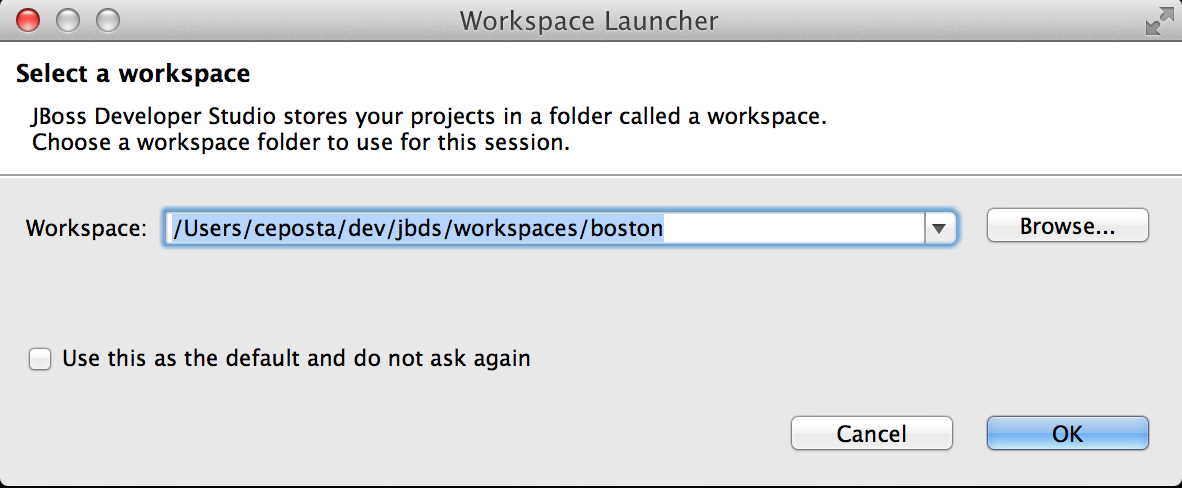 Workspace Launcher
Select a workspace
JBoss Developer Studio stores your projects in a folder called a workspace.
Choose a workspace folder to use for this session.
Workspace: /Users/ceposta/dev/jbds/workspaces/boston Browse...
Use this as the default and do not ask again
Cancel OK